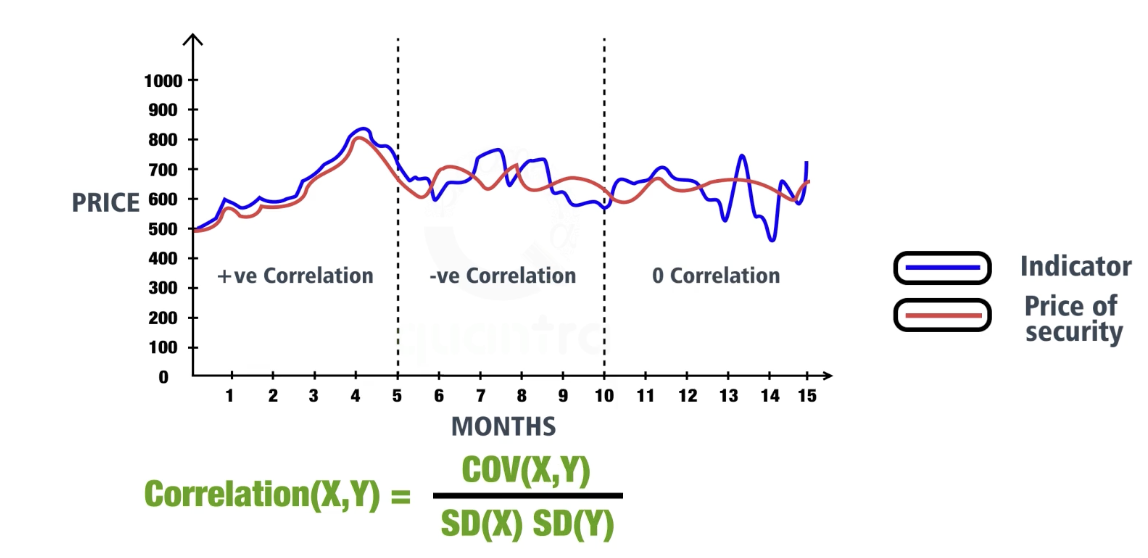 1000
900
800
700
PRICE
600
500
400
+ve Correlation
-ve Correlation
0 Correlation
Indicator
300
Price of
security
200
100
quantra
0
1 2 3 4 5 6 7 8 9 10 11 12 13 14 15
MONTHS
Correlation(X,Y) =
COV(X,Y)
SD(X) SD(Y)